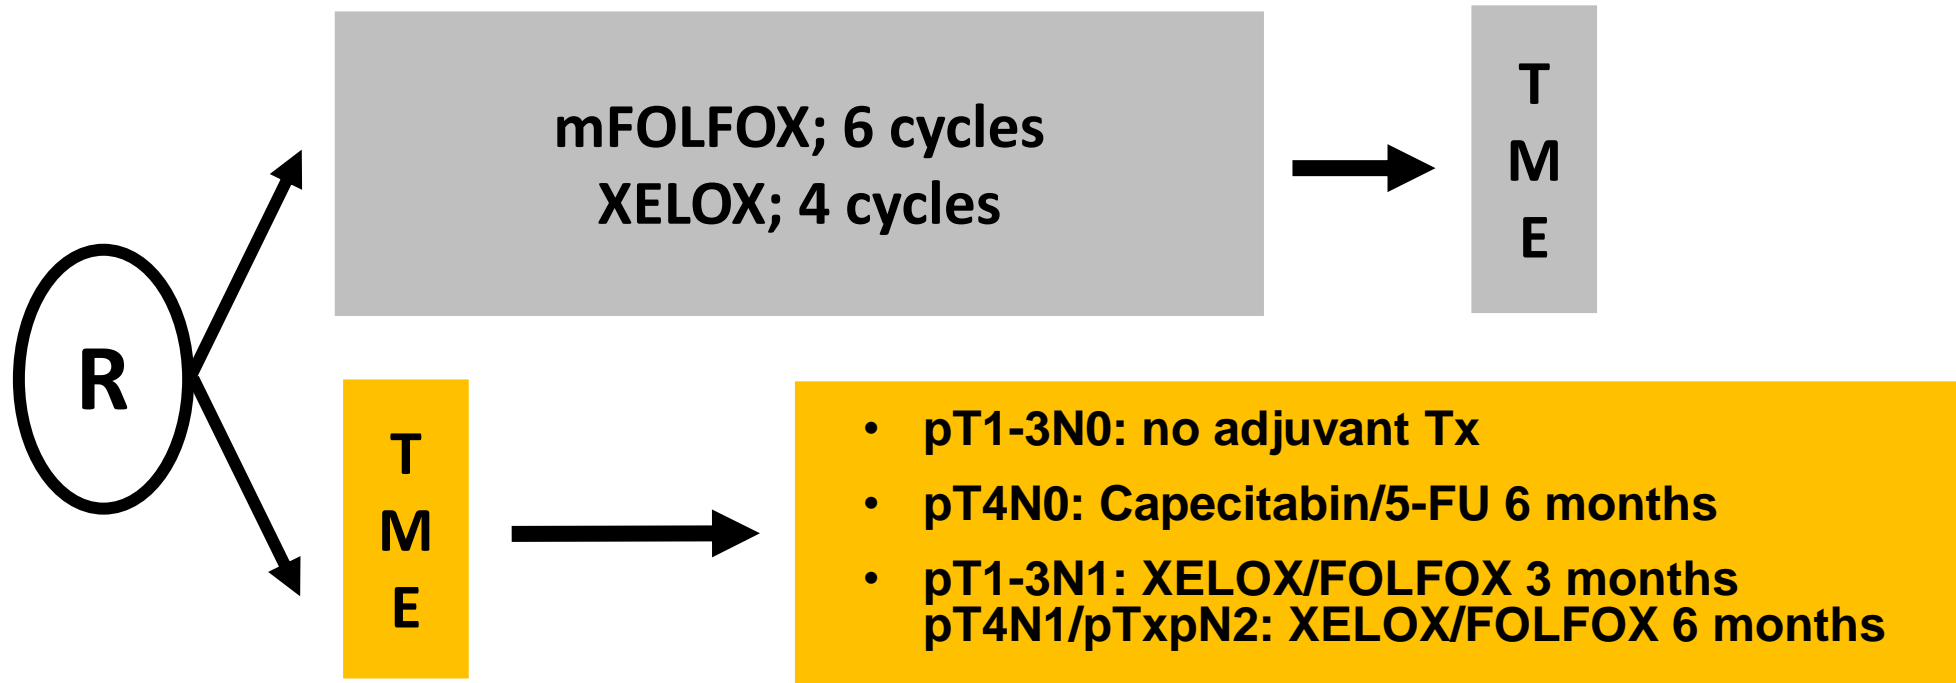 R
mFOLFOX; 6 cycles
XELOX; 4 cycles
T
M
E
T
M
E
• pT1-3N0: no adjuvant Tx
• pT4N0: Capecitabin/5-FU 6 months
• pT1-3N1: XELOX/FOLFOX 3 months
pT4N1/pTxpN2: XELOX/FOLFOX 6 months